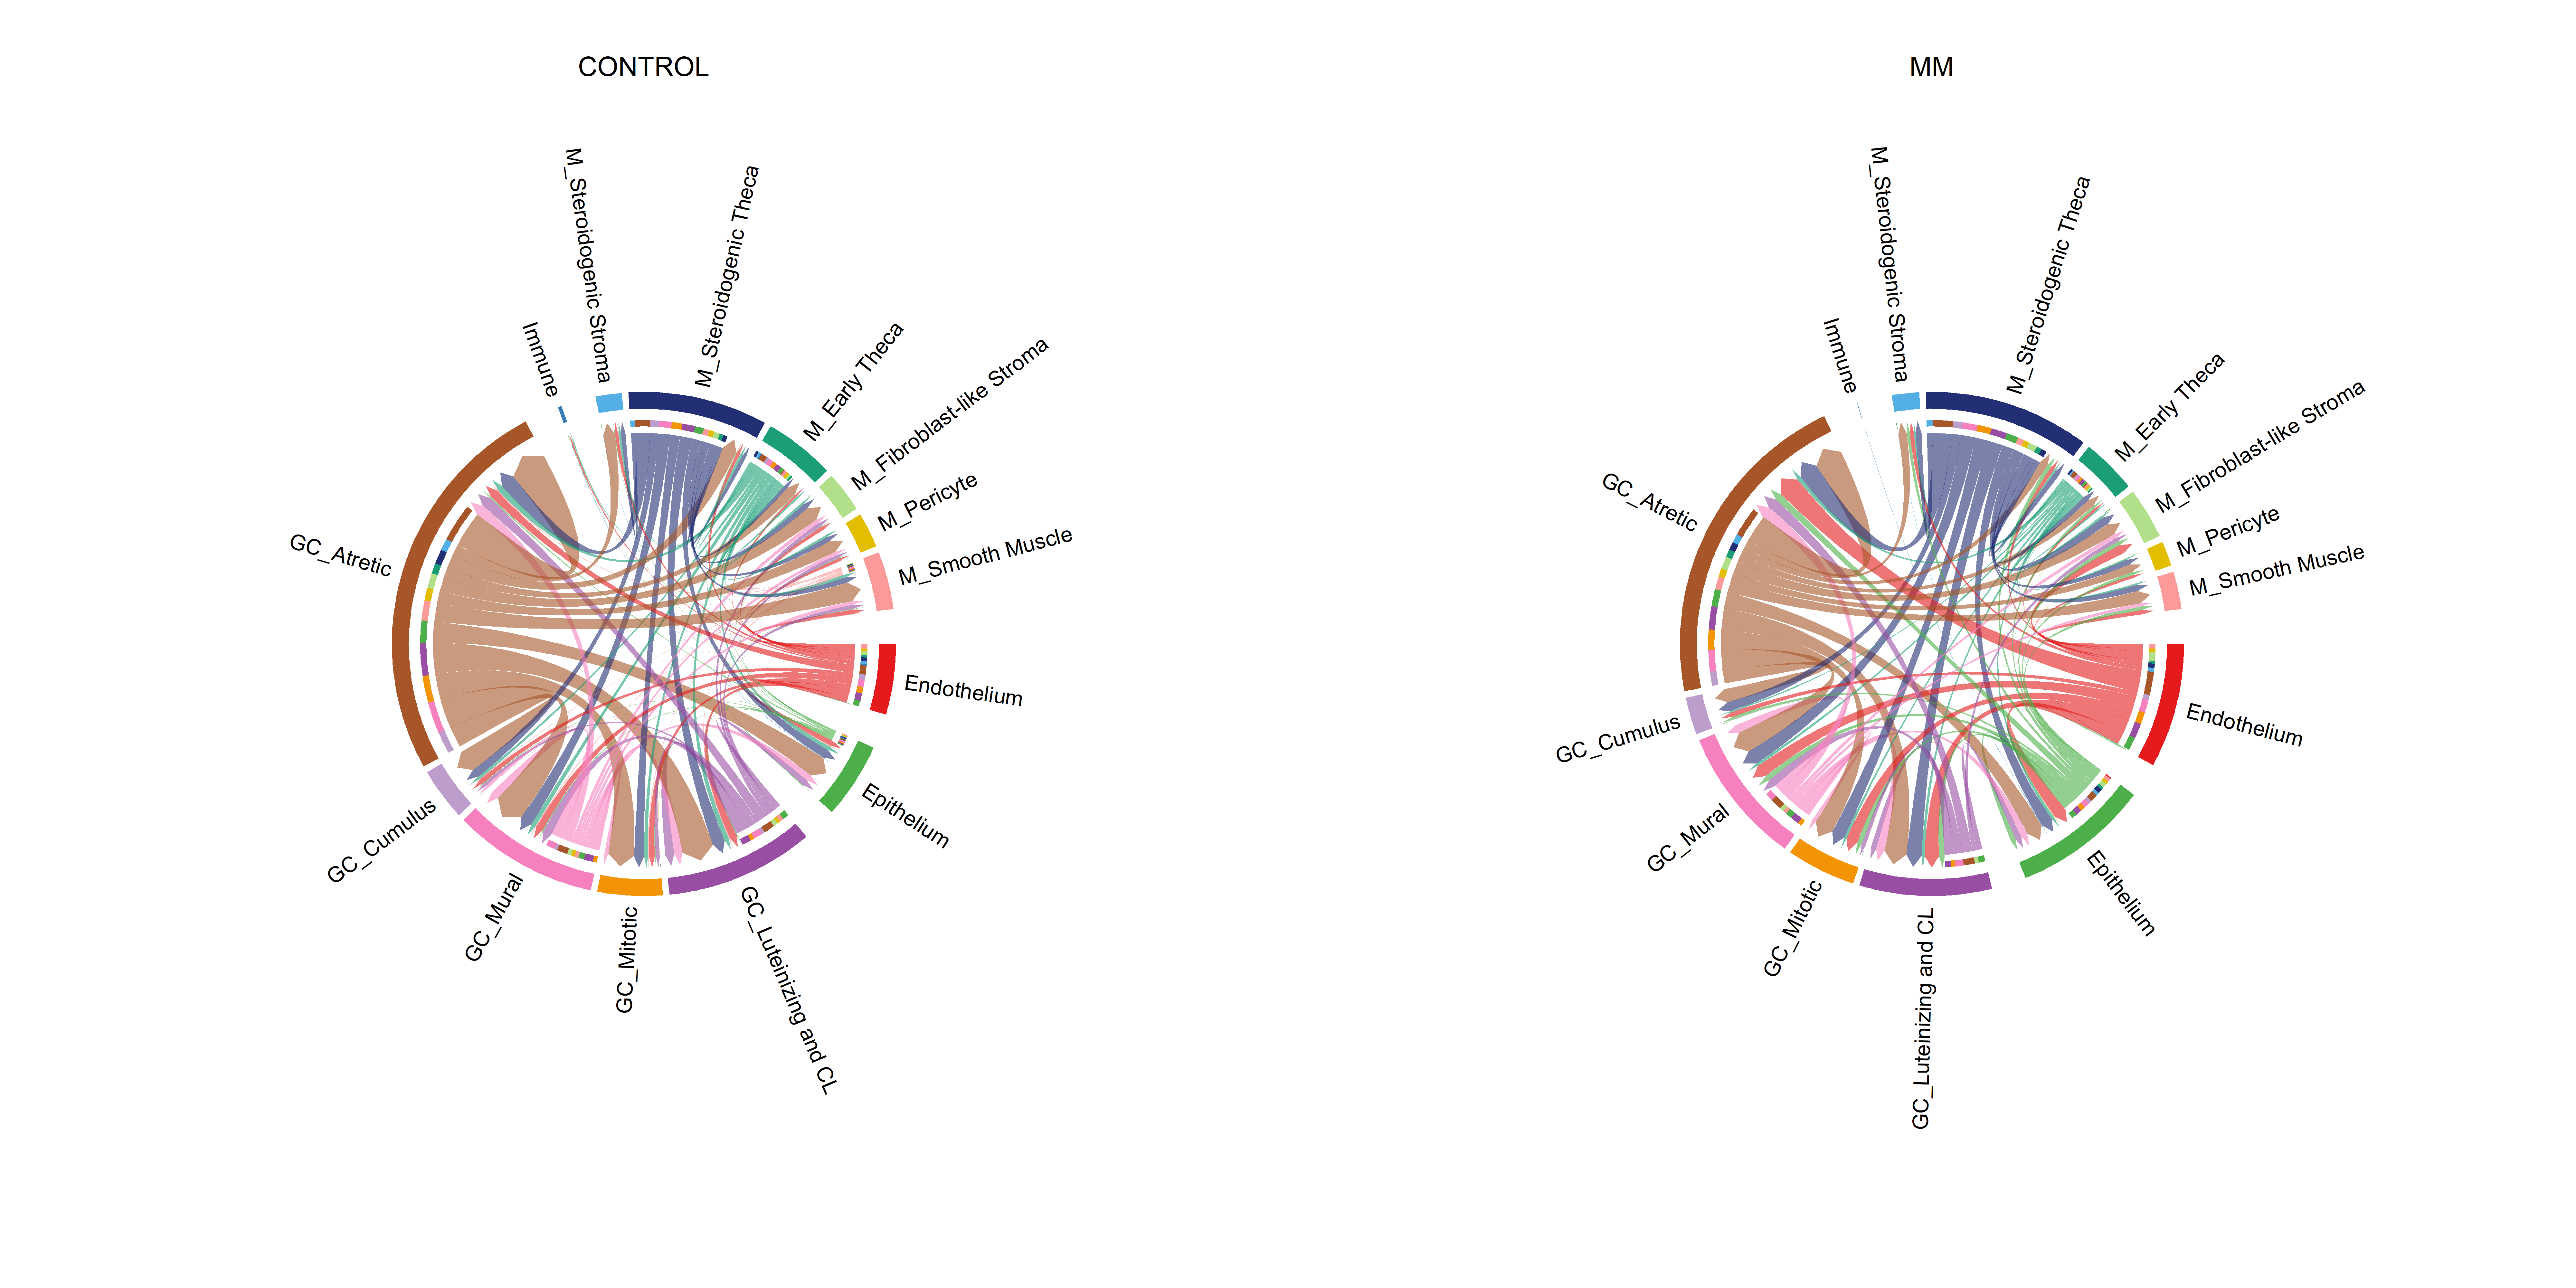 CONTROL
M_Steroidogenic Stroma
M_Steroidogenic Theca
M_Early Theca
M_Fibroblast-like Stroma
M_Pericyte
M_Smooth Muscle
Endothelium
Epithelium
GC_Luteinizing and CL
GC_Mitotic
GC_Mural
GC_Cumulus
GC_Atretic
Immune
MM
M_Steroidogenic Stroma
M_Steroidogenic Theca
M_Early Theca
M_Fibroblast-like Stroma
M_Pericyte
M_Smooth Muscle
Endothelium
Epithelium
GC_Luteinizing and CL
GC_Mitotic
GC_Mural
GC_Cumulus
GC_Atretic
Immune